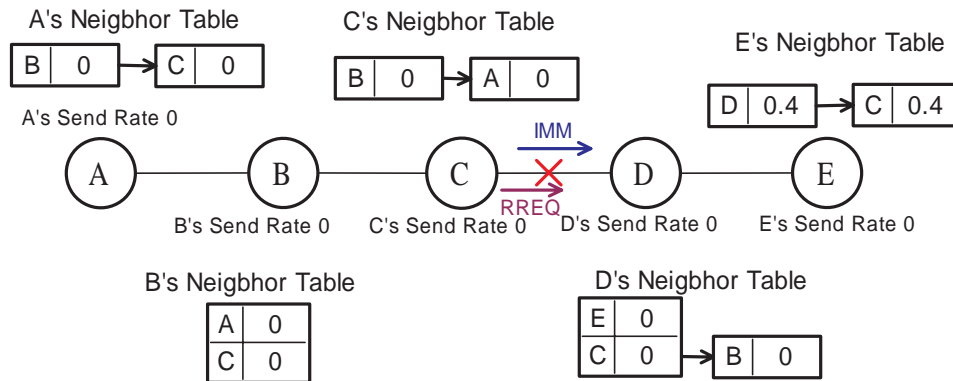 A's Neigbhor Table
C's Neigbhor Table
E's Neigbhor Table
B 0 C 0
B 0 A 0
D 0.4 C 0.4
A's Send Rate 0
IMM
A B C D E
RREQ
B's Send Rate 0 C's Send Rate 0 D's Send Rate 0 E's Send Rate 0
B's Neigbhor Table
D's Neigbhor Table
A 0
C 0
E 0
C 0 B 0